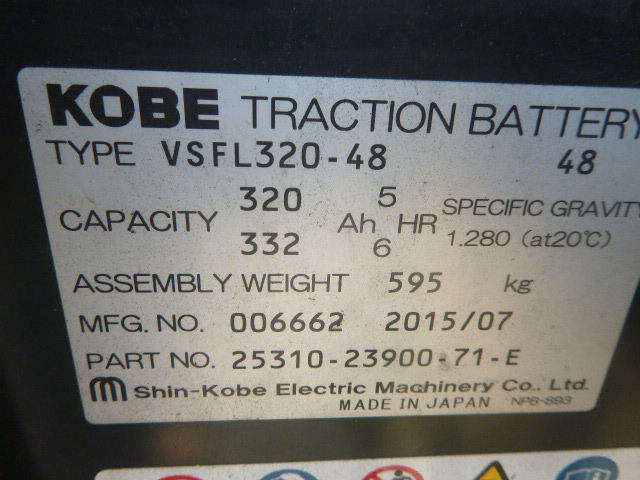 KOBE TRACTION BATTERY
TYPE VSFL320-48 48
CAPACITY 320 Ah 5 HR SPECIFIC GRAVITY
332 6 1.280 (at20℃)
ASSEMBLY WEIGHT 595 kg
MFG. NO. 006662 2015/07
PART NO. 25310-23900-71-E
Shin-Kobe Electric Machinery Co., Ltd.
MADE IN JAPAN NPB-893